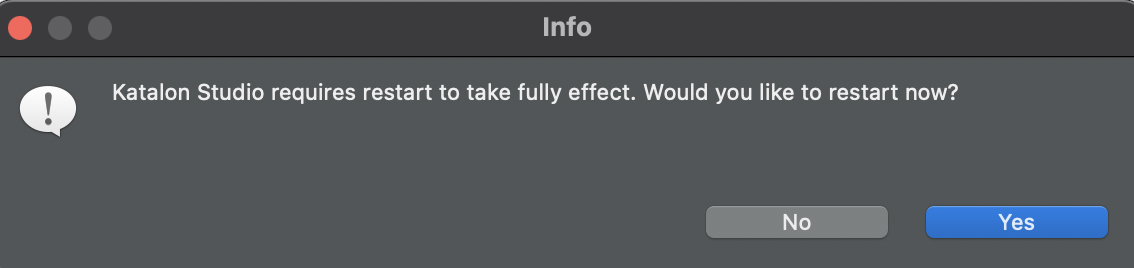 Info
Katalon Studio requires restart to take fully effect. Would you like to restart now?
No
Yes